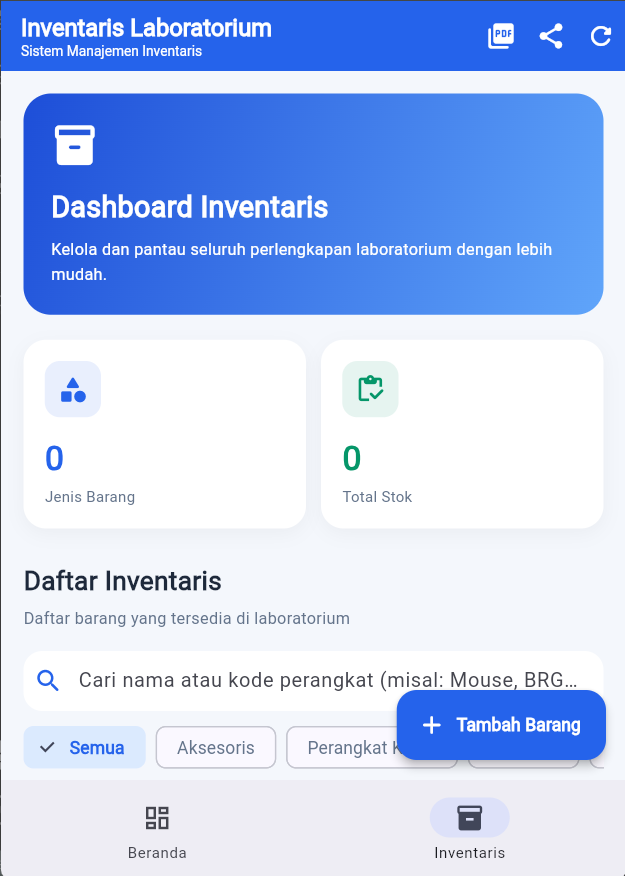 Inventaris Laboratorium
Sistem Manajemen Inventaris
PDF
Dashboard Inventaris
Kelola dan pantau seluruh perlengkapan laboratorium dengan lebih
mudah.
0
Jenis Barang
0
Total Stok
Daftar Inventaris
Daftar barang yang tersedia di laboratorium
Cari nama atau kode perangkat (misal: Mouse, BRG...
Tambah Barang
Semua
Aksesoris
Perangkat
Beranda
Inventaris